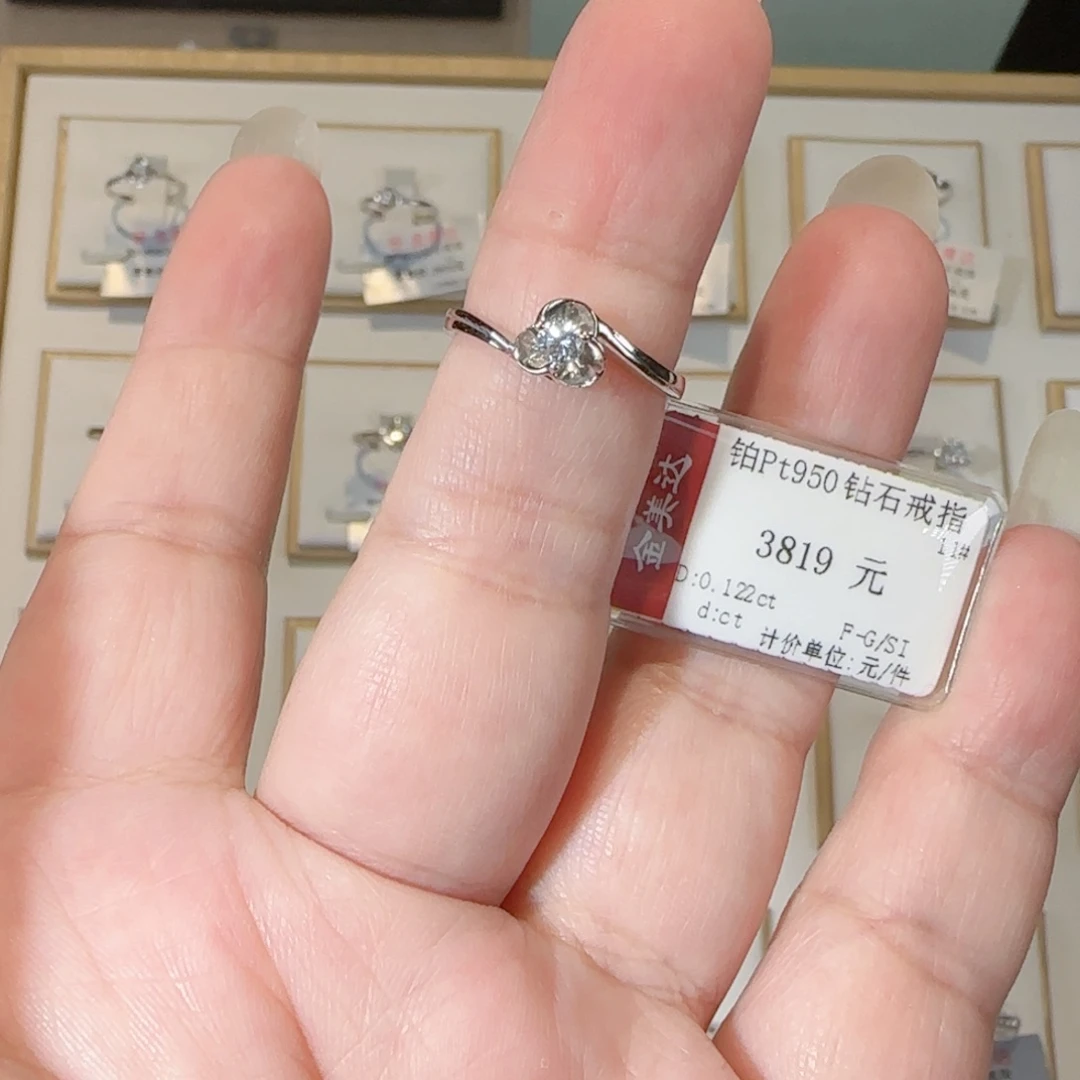 金美达
铂Pt950钻石戒指
11#
3819 元
D:0.122ct
d:ct
F-G/SI
计价单位:元/件